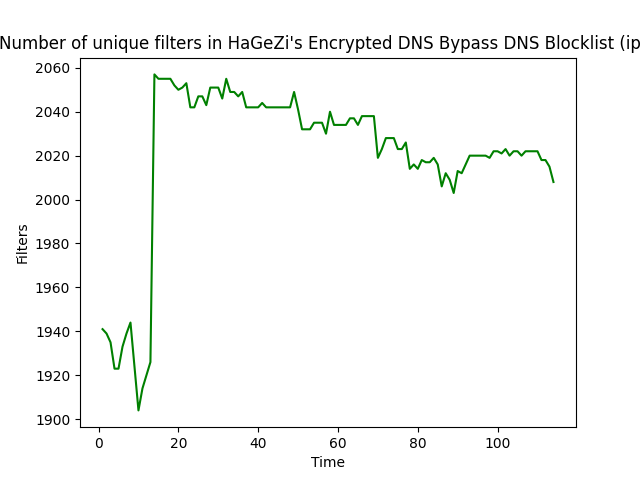 Number of unique filters in HaGeZi's Encrypted DNS Bypass DNS Blocklist (ip
2060
2040
2020
2000
1980
1960
1940
1920
1900
Filters
0 20 40 60 80 100
Time